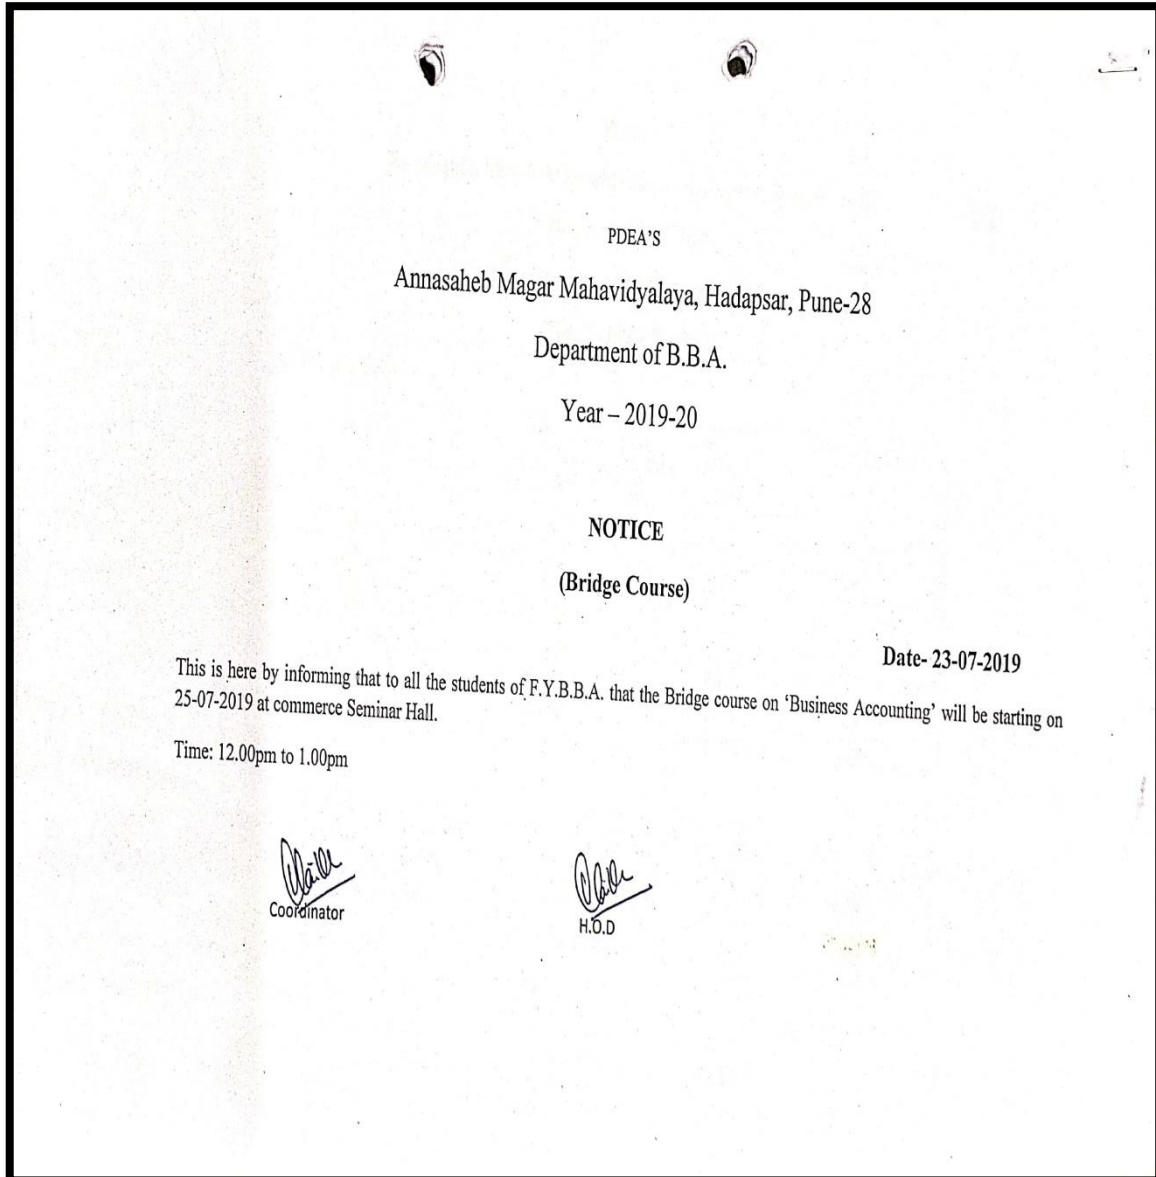 PDEA'S
Annasaheb Magar Mahavidyalaya, Hadapsar, Pune-28
Department of B.B.A.
Year – 2019-20
NOTICE
(Bridge Course)
Date- 23-07-2019
This is here by informing that to all the students of F.Y.B.B.A. that the Bridge course on ‘Business Accounting’ will be starting on
25-07-2019 at commerce Seminar Hall.
Time: 12.00pm to 1.00pm
Coordinator
H.O.D